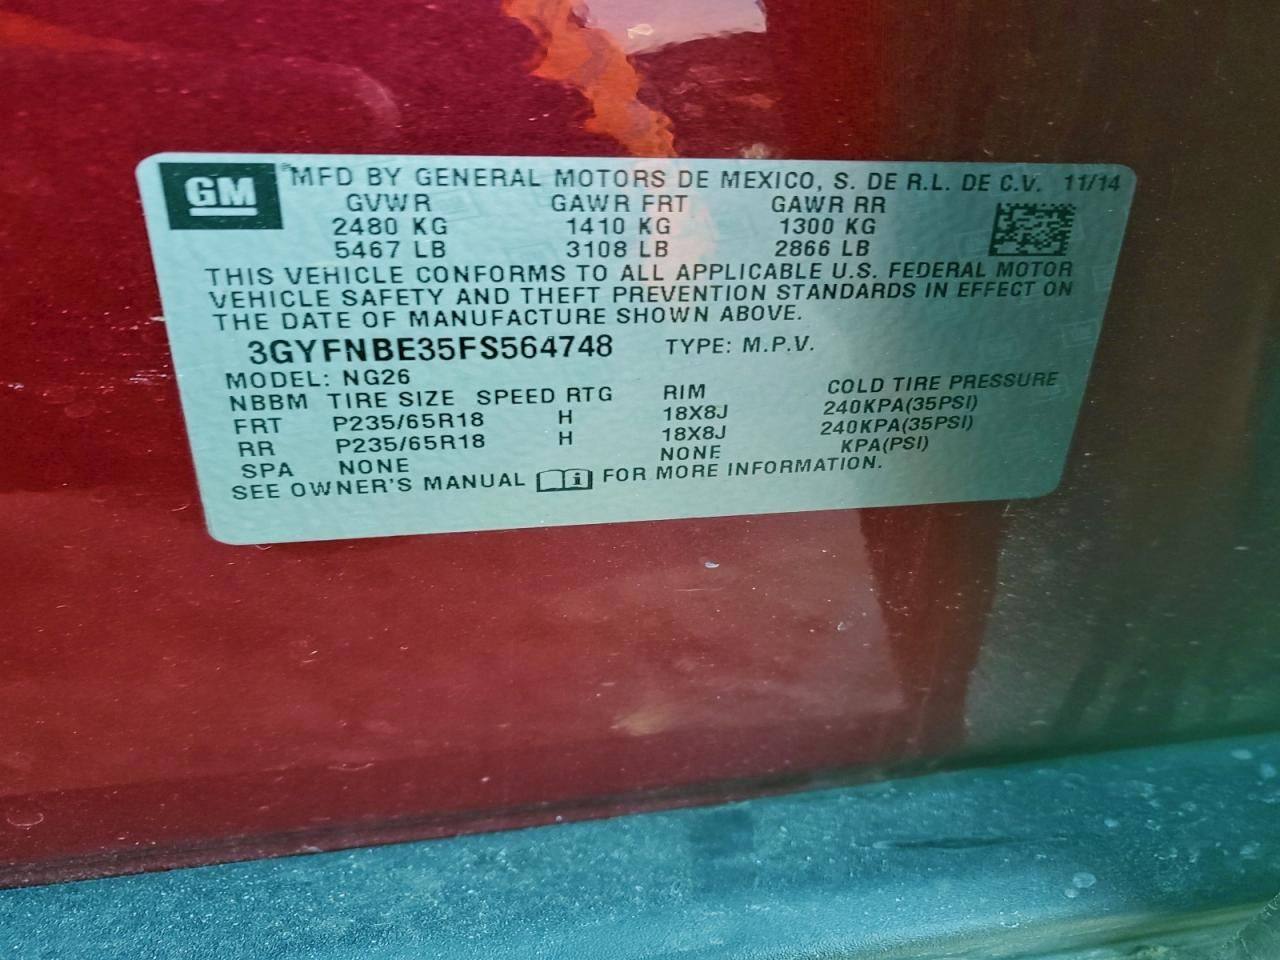 GM MFD BY GENERAL MOTORS DE MEXICO, S. DE R.L. DE C.V. 11/14
GVWR GAWR FRT GAWR RR
2480 KG 1410 KG 1300 KG
5467 LB 3108 LB 2866 LB
THIS VEHICLE CONFORMS TO ALL APPLICABLE U.S. FEDERAL MOTOR
VEHICLE SAFETY AND THEFT PREVENTION STANDARDS IN EFFECT ON
THE DATE OF MANUFACTURE SHOWN ABOVE.
3GYFNBE35FS564748 TYPE: M.P.V.
MODEL: NG26
NBBM TIRE SIZE SPEED RTG RIM COLD TIRE PRESSURE
FRT P235/65R18 H 18X8J 240KPA(35PSI)
RR P235/65R18 H 18X8J 240KPA(35PSI)
SPA NONE NONE KPA(PSI)
SEE OWNER'S MANUAL i FOR MORE INFORMATION.